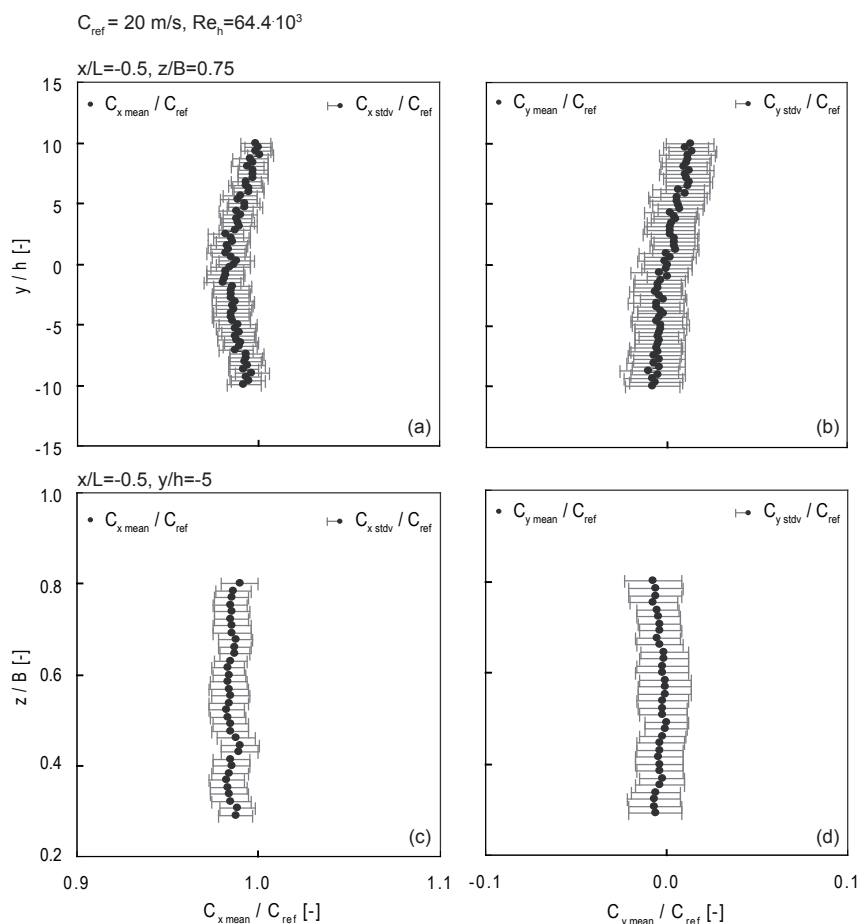 C_ref = 20 m/s, Re_h=64.4·10³
x/L=-0.5, z/B=0.75
15
10
5
0
-5
-10
-15
y / h [-]
C_x mean / C_ref
C_x stdv / C_ref
(a)
C_y mean / C_ref
C_y stdv / C_ref
(b)
x/L=-0.5, y/h=-5
1.0
0.8
0.6
0.4
0.2
z / B [-]
C_x mean / C_ref
C_x stdv / C_ref
(c)
C_y mean / C_ref
C_y stdv / C_ref
(d)
0.9
1.0
1.1
-0.1
0.0
0.1
C_x mean / C_ref [-]
C_y mean / C_ref [-]